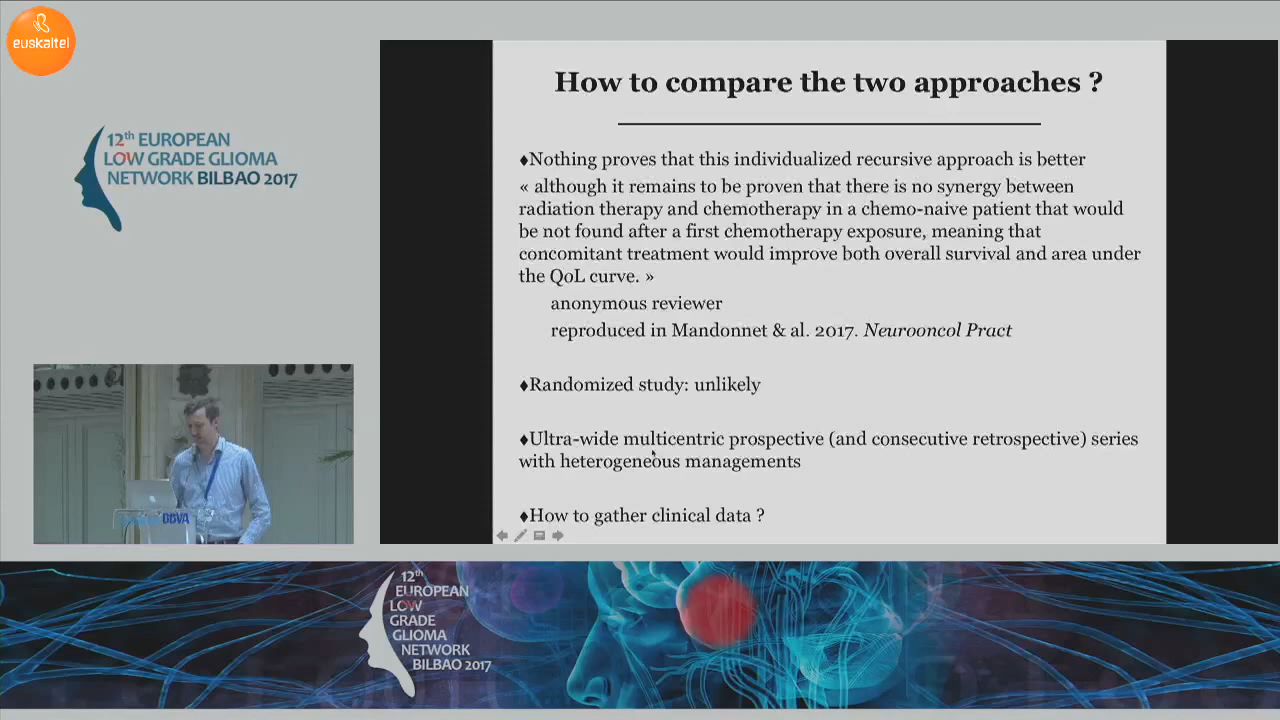 euskaltel
12th EUROPEAN
LOW GRADE GLIOMA
NETWORK BILBAO 2017
How to compare the two approaches ?
♦Nothing proves that this individualized recursive approach is better
« although it remains to be proven that there is no synergy between
radiation therapy and chemotherapy in a chemo-naive patient that would
be not found after a first chemotherapy exposure, meaning that
concomitant treatment would improve both overall survival and area under
the QoL curve. »
anonymous reviewer
reproduced in Mandonnet & al. 2017. Neurooncol Pract
♦Randomized study: unlikely
♦Ultra-wide multicentric prospective (and consecutive retrospective) series
with heterogeneous managements
♦How to gather clinical data ?
BBVA
12th
EUROPEAN
LOW
GRADE
GLIOMA
NETWORK
BILBAO 2017